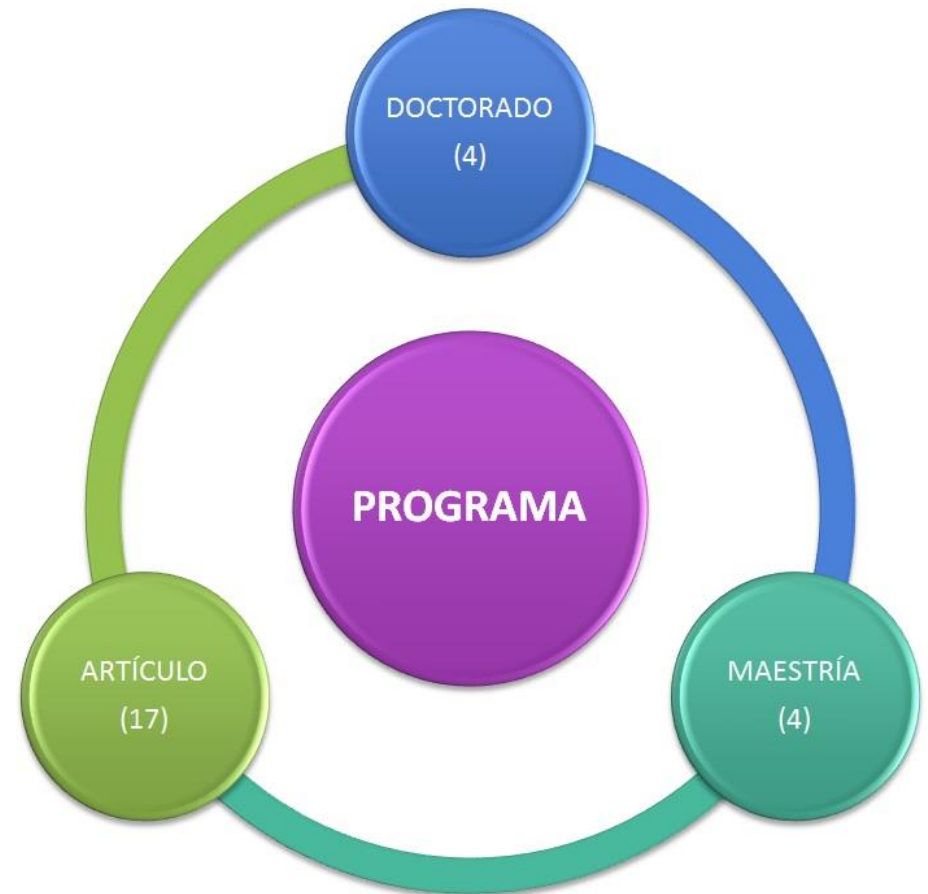 DOCTORADO
(4)
PROGRAMA
ARTÍCULO
(17)
MAESTRÍA
(4)